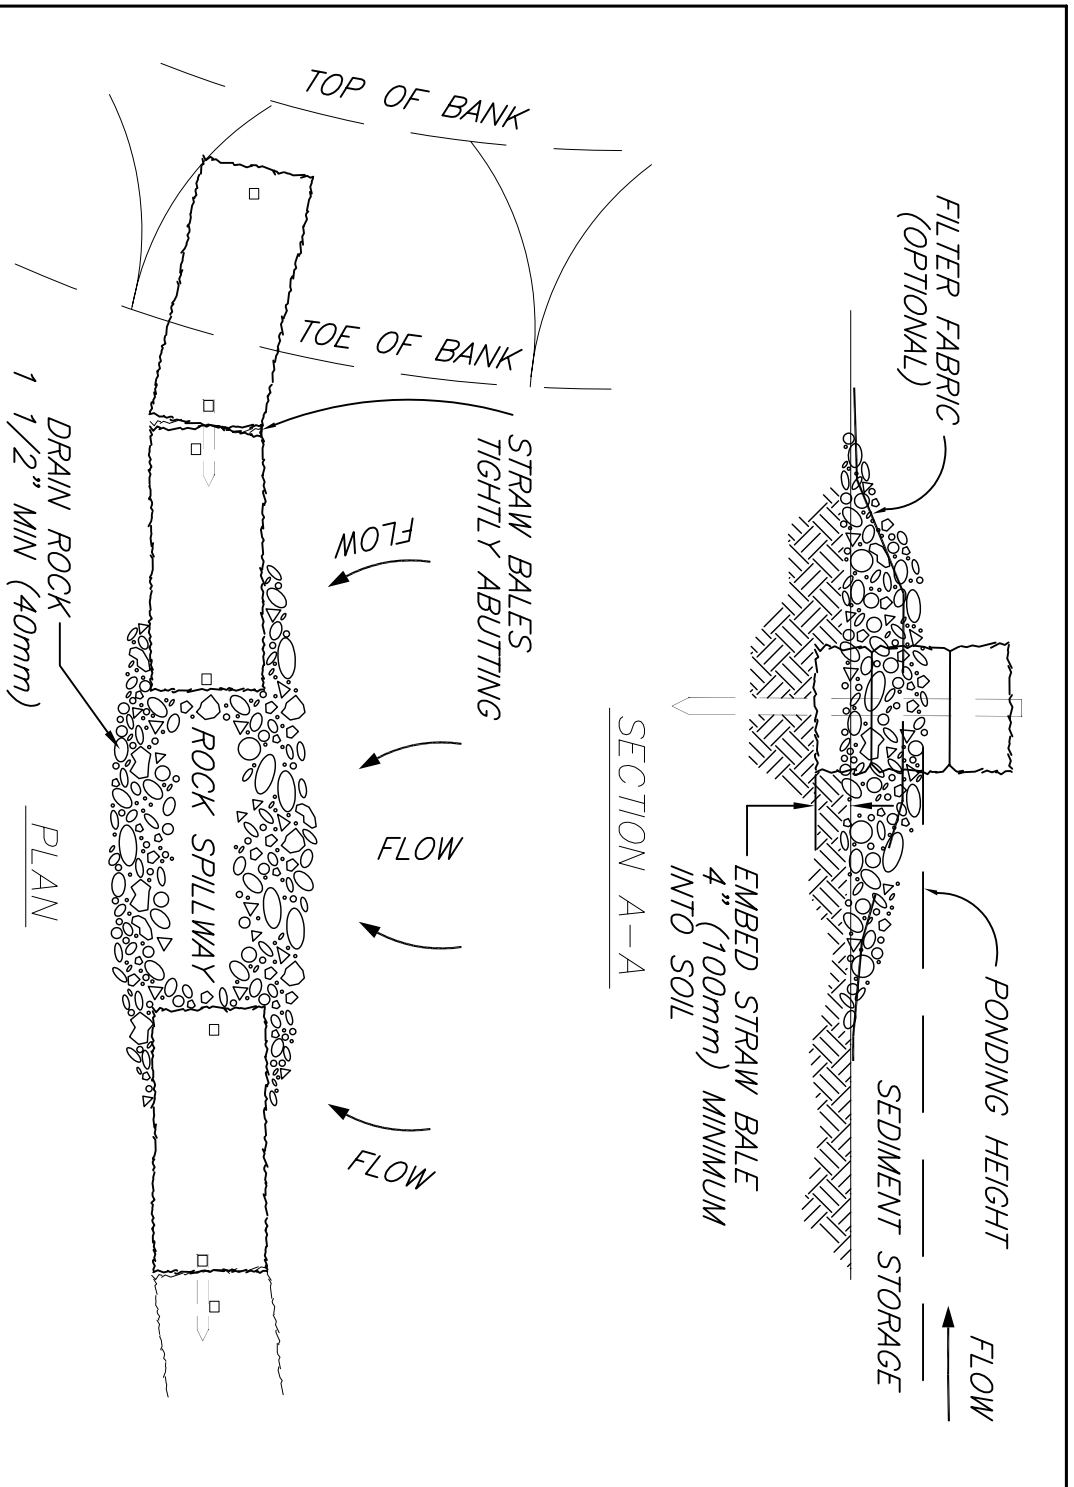 FILTER FABRIC
(OPTIONAL)
PONDING HEIGHT
FLOW
SEDIMENT STORAGE
EMBED STRAW BALE
4" (100mm) MINIMUM
INTO SOIL
SECTION A-A
TOP OF BANK
TOE OF BANK
STRAW BALES
TIGHTLY ABUTING
FLOW
FLOW
FLOW
ROCK SPILLWAY
DRAIN ROCK
1 1/2" MIN (40mm)
PLAN